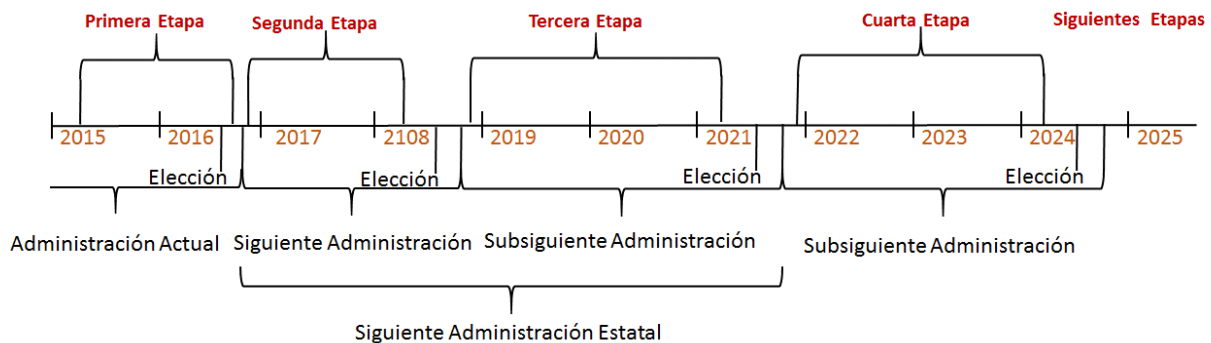 Primera Etapa
Segunda Etapa
Tercera Etapa
Cuarta Etapa
Siguientes Etapas
2015
2016
2017
2108
2019
2020
2021
2022
2023
2024
2025
Elección
Elección
Elección
Elección
Administración Actual
Siguiente Administración
Subsiguiente Administración
Subsiguiente Administración
Siguiente Administración Estatal